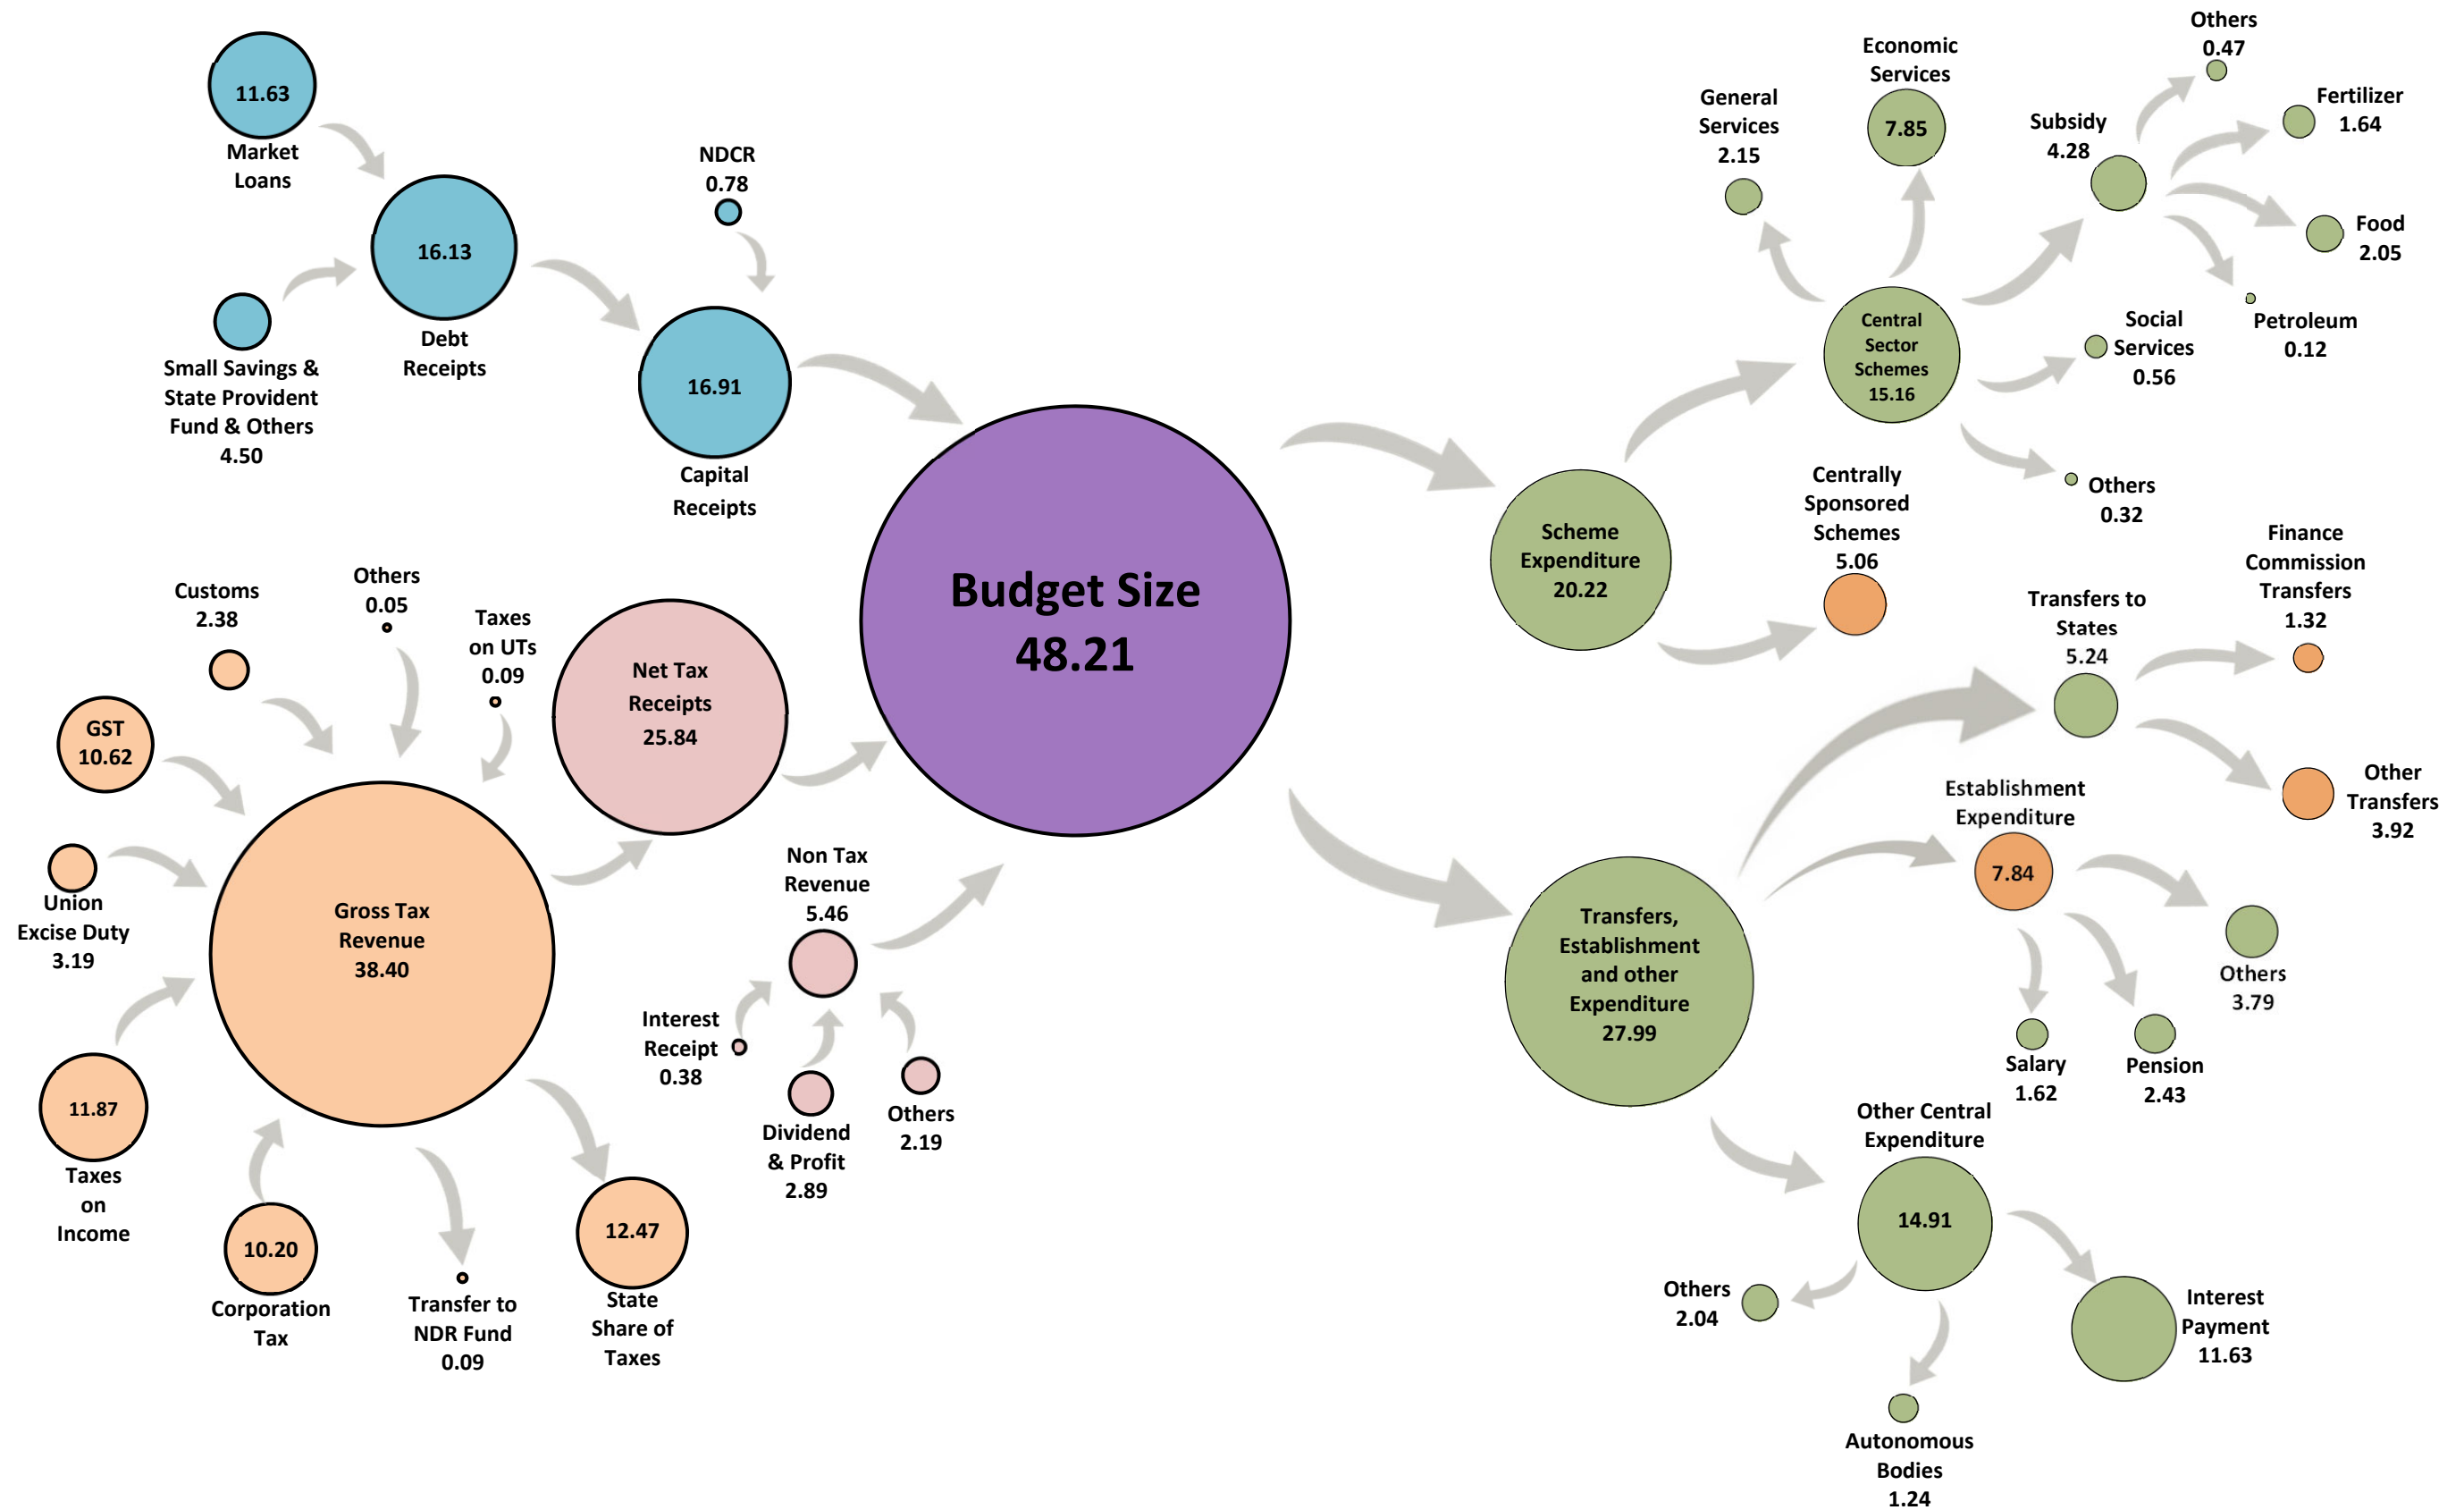 11.63
Market
Loans
16.13
Debt
Receipts
Small Savings &
State Provident
Fund & Others
4.50
NDCR
0.78
16.91
Capital
Receipts
Budget Size
48.21
Customs
2.38
Others
0.05
Taxes
on UTs
0.09
GST
10.62
Union
Excise Duty
3.19
Gross Tax
Revenue
38.40
11.87
Taxes
on
Income
10.20
Corporation
Tax
Transfer to
NDR Fund
0.09
12.47
State
Share of
Taxes
Net Tax
Receipts
25.84
Non Tax
Revenue
5.46
Interest
Receipt
0.38
Dividend
& Profit
2.89
Others
2.19
Scheme
Expenditure
20.22
Central
Sector
Schemes
15.16
General
Services
2.15
Economic
Services
7.85
Subsidy
4.28
Others
0.47
Fertilizer
1.64
Food
2.05
Petroleum
0.12
Social
Services
0.56
Others
0.32
Centrally
Sponsored
Schemes
5.06
Transfers,
Establishment
and other
Expenditure
27.99
Transfers to
States
5.24
Finance
Commission
Transfers
1.32
Other
Transfers
3.92
Establishment
Expenditure
7.84
Others
3.79
Salary
1.62
Pension
2.43
Other Central
Expenditure
14.91
Others
2.04
Autonomous
Bodies
1.24
Interest
Payment
11.63